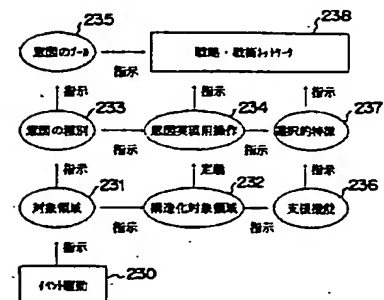 235
238
意図のゴール
指示
戦略・戦術ネットワーク
指示
指示
指示
233
234
237
意図の種別
指示
意図実現用操作
指示
選択的特徴
指示
定義
指示
231
232
236
対象領域
指示
構造化対象領域
指示
支援機能
指示
230
イベント駆動